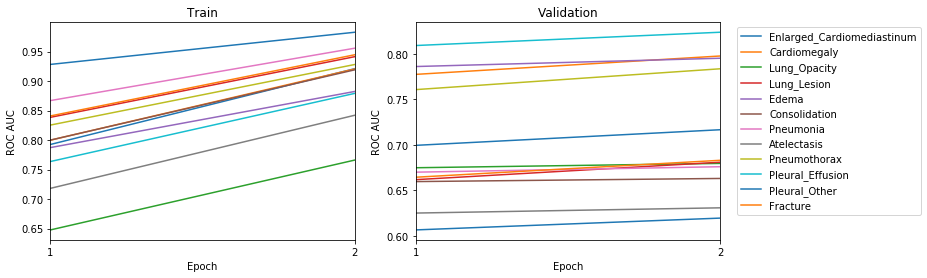 Train
ROC AUC
0.95
0.90
0.85
0.80
0.75
0.70
0.65
1
2
Epoch
Validation
ROC AUC
0.80
0.75
0.70
0.65
0.60
1
2
Epoch
Enlarged_Cardiomediastinum
Cardiomegaly
Lung_Opacity
Lung_Lesion
Edema
Consolidation
Pneumonia
Atelectasis
Pneumothorax
Pleural_Effusion
Pleural_Other
Fracture